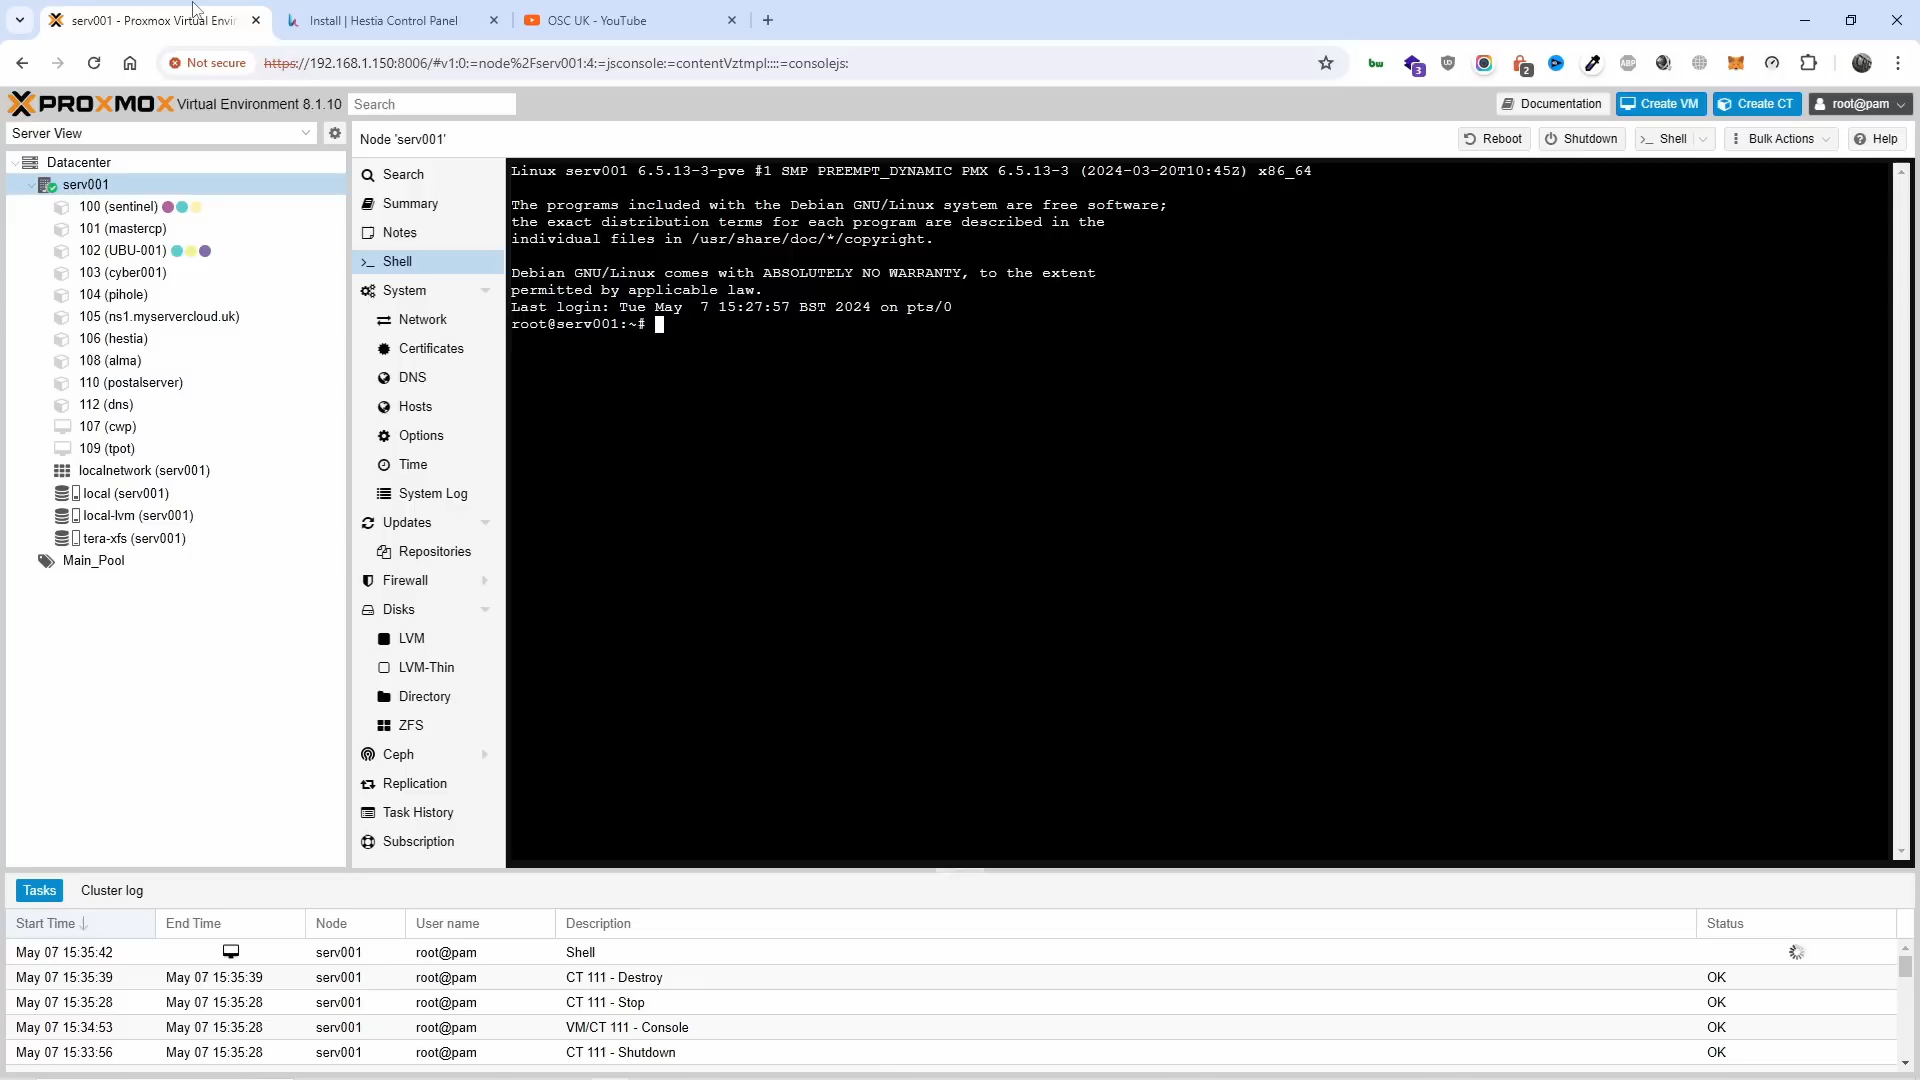 serv001 - Proxmox Virtual Envir
Install | Hestia Control Panel
OSC UK - YouTube
Not secure
https://192.168.1.150:8006/#v1:0:=node%2Fserv001:4:=jsconsole:=contentVztmpl::::=consolejs:
bw
3
2
ABP
PROXMOX Virtual Environment 8.1.10
Search
Documentation
Create VM
Create CT
root@pam
Server View
Node 'serv001'
Reboot
Shutdown
Shell
Bulk Actions
Help
Datacenter
serv001
100 (sentinel)
101 (mastercp)
102 (UBU-001)
103 (cyber001)
104 (pihole)
105 (ns1.myservercloud.uk)
106 (hestia)
108 (alma)
110 (postalserver)
112 (dns)
107 (cwp)
109 (tpot)
localnetwork (serv001)
local (serv001)
local-lvm (serv001)
tera-xfs (serv001)
Main_Pool
Search
Summary
Notes
Shell
System
Network
Certificates
DNS
Hosts
Options
Time
System Log
Updates
Repositories
Firewall
Disks
LVM
LVM-Thin
Directory
ZFS
Ceph
Replication
Task History
Subscription
Linux serv001 6.5.13-3-pve #1 SMP PREEMPT_DYNAMIC PMX 6.5.13-3 (2024-03-20T10:45Z) x86_64
The programs included with the Debian GNU/Linux system are free software;
the exact distribution terms for each program are described in the
individual files in /usr/share/doc/*/copyright.
Debian GNU/Linux comes with ABSOLUTELY NO WARRANTY, to the extent
permitted by applicable law.
Last login: Tue May  7 15:27:57 BST 2024 on pts/0
root@serv001:~#
Tasks
Cluster log
Start Time End Time Node User name Description Status
May 07 15:35:42 serv001 root@pam Shell
May 07 15:35:39 May 07 15:35:39 serv001 root@pam CT 111 - Destroy OK
May 07 15:35:28 May 07 15:35:28 serv001 root@pam CT 111 - Stop OK
May 07 15:34:53 May 07 15:35:28 serv001 root@pam VM/CT 111 - Console OK
May 07 15:33:56 May 07 15:35:28 serv001 root@pam CT 111 - Shutdown OK